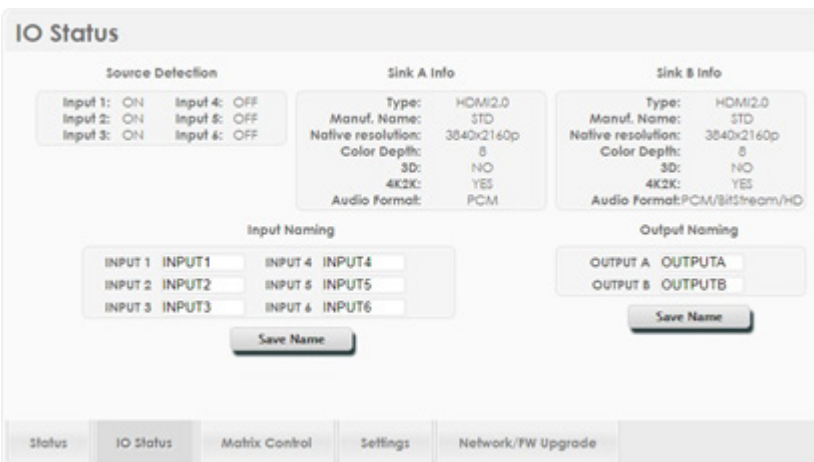 IO Status
Source Detection
Input 1: ON Input 4: OFF
Input 2: ON Input 5: OFF
Input 3: ON Input 6: OFF
Sink A Info
Type: HDMI2.0
Manuf. Name: STD
Native resolution: 3840x2160p
Color Depth: 8
3D: NO
4K2K: YES
Audio Format: PCM
Sink B Info
Type: HDMI2.0
Manuf. Name: STD
Native resolution: 3840x2160p
Color Depth: 8
3D: NO
4K2K: YES
Audio Format:PCM/BitStream/HD
Input Naming
INPUT 1 INPUT1 INPUT 4 INPUT4
INPUT 2 INPUT2 INPUT 5 INPUT5
INPUT 3 INPUT3 INPUT 6 INPUT6
Save Name
Output Naming
OUTPUT A OUTPUTA
OUTPUT B OUTPUTB
Save Name
Status IO Status Matrix Control Settings Network/FW Upgrade